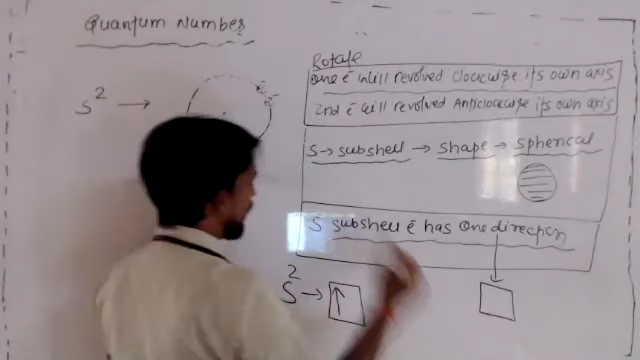 Quantum Number
S² →
Rotate
One ē will revolved clockwise its own axis
2nd ē will revolved Anticlockwise its own axis
S → subshell → shape → spherical
S subshell ē has one direction
S² → ↑